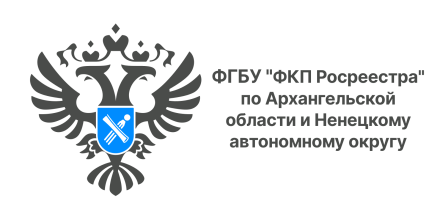 ФГБУ "ФКП Росреестра"
по Архангельской
области и Ненецкому
автономному округу